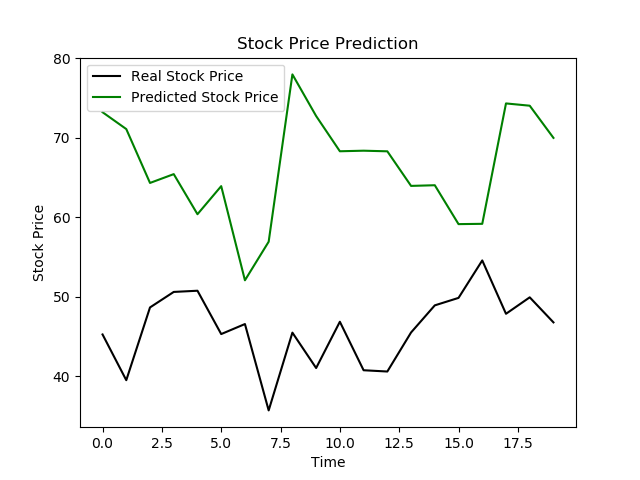 Stock Price Prediction
Real Stock Price
Predicted Stock Price
Stock Price
80
70
60
50
40
0.0 2.5 5.0 7.5 10.0 12.5 15.0 17.5
Time